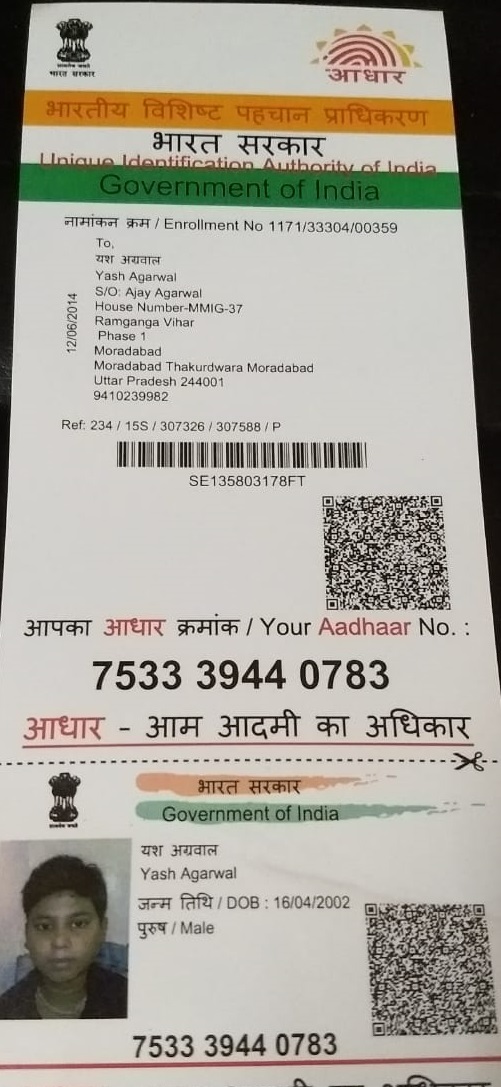 भारत सरकार
आधार
भारतीय विशिष्ट पहचान प्राधिकरण
भारत सरकार
Unique Identification Authority of India
Government of India
नामांकन क्रम / Enrollment No 1171/33304/00359
To,
यश अग्रवाल
Yash Agarwal
S/O: Ajay Agarwal
House Number-MMIG-37
Ramganga Vihar
Phase 1
Moradabad
Moradabad Thakurdwara Moradabad
Uttar Pradesh 244001
9410239982
12/06/2014
Ref: 234 / 15S / 307326 / 307588 / P
SE135803178FT
आपका आधार क्रमांक / Your Aadhaar No. :
7533 3944 0783
आधार - आम आदमी का अधिकार
भारत सरकार
Government of India
यश अग्रवाल
Yash Agarwal
जन्म तिथि / DOB : 16/04/2002
पुरुष / Male
7533 3944 0783